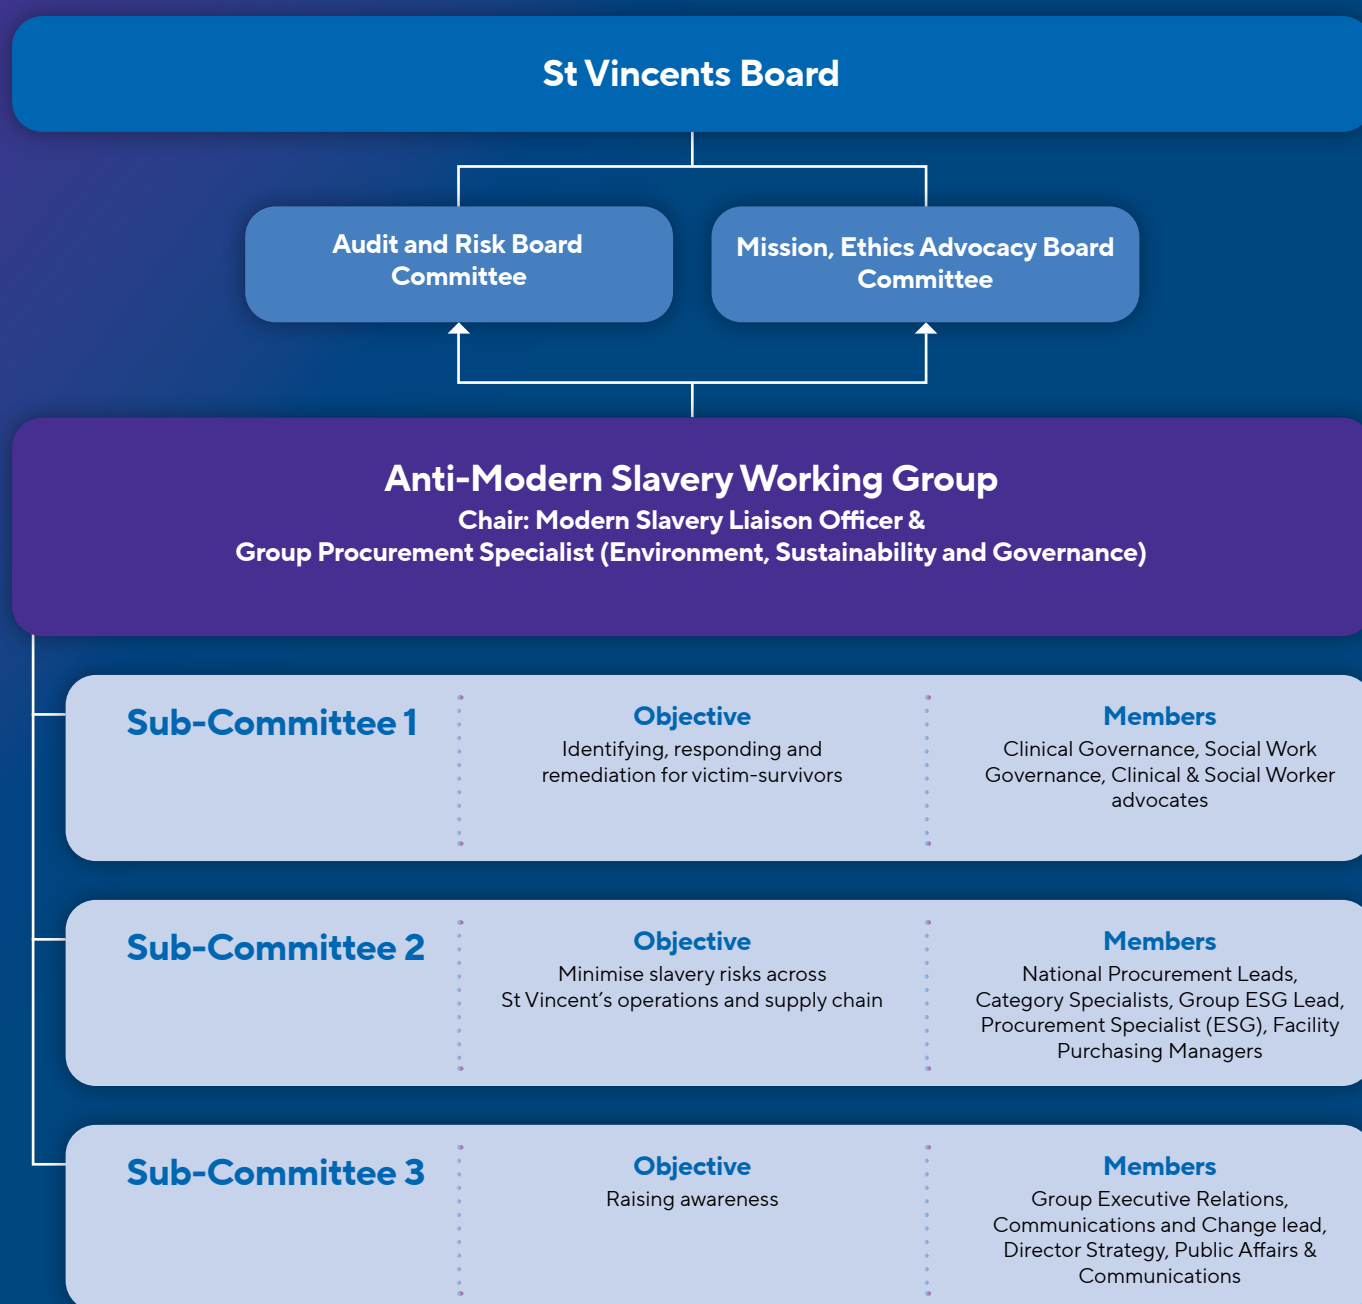 St Vincents Board
Audit and Risk Board
Committee
Mission, Ethics Advocacy Board
Committee
Anti-Modern Slavery Working Group
Chair: Modern Slavery Liaison Officer &
Group Procurement Specialist (Environment, Sustainability and Governance)
Sub-Committee 1
Objective
Identifying, responding and
remediation for victim-survivors
Members
Clinical Governance, Social Work
Governance, Clinical & Social Worker
advocates
Sub-Committee 2
Objective
Minimise slavery risks across
St Vincent's operations and supply chain
Members
National Procurement Leads,
Category Specialists, Group ESG Lead,
Procurement Specialist (ESG), Facility
Purchasing Managers
Sub-Committee 3
Objective
Raising awareness
Members
Group Executive Relations,
Communications and Change lead,
Director Strategy, Public Affairs &
Communications